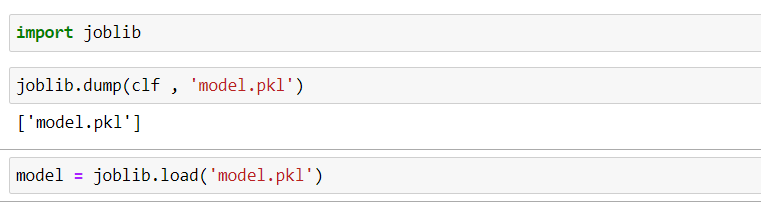 import joblib
joblib.dump(clf , 'model.pkl')
['model.pkl']
model = joblib.load('model.pkl')